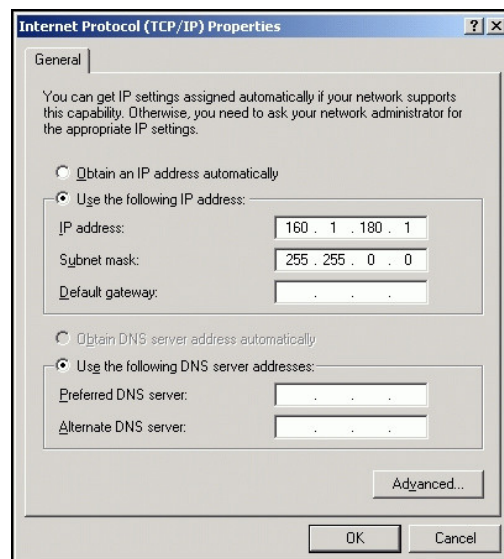 Internet Protocol (TCP/IP) Properties ? X
General
You can get IP settings assigned automatically if your network supports
this capability. Otherwise, you need to ask your network administrator for
the appropriate IP settings.
Obtain an IP address automatically
Use the following IP address:
IP address: 160 . 1 . 180 . 1
Subnet mask: 255 . 255 . 0 . 0
Default gateway: . . .
Obtain DNS server address automatically
Use the following DNS server addresses:
Preferred DNS server: . . .
Alternate DNS server: . . .
Advanced...
OK Cancel